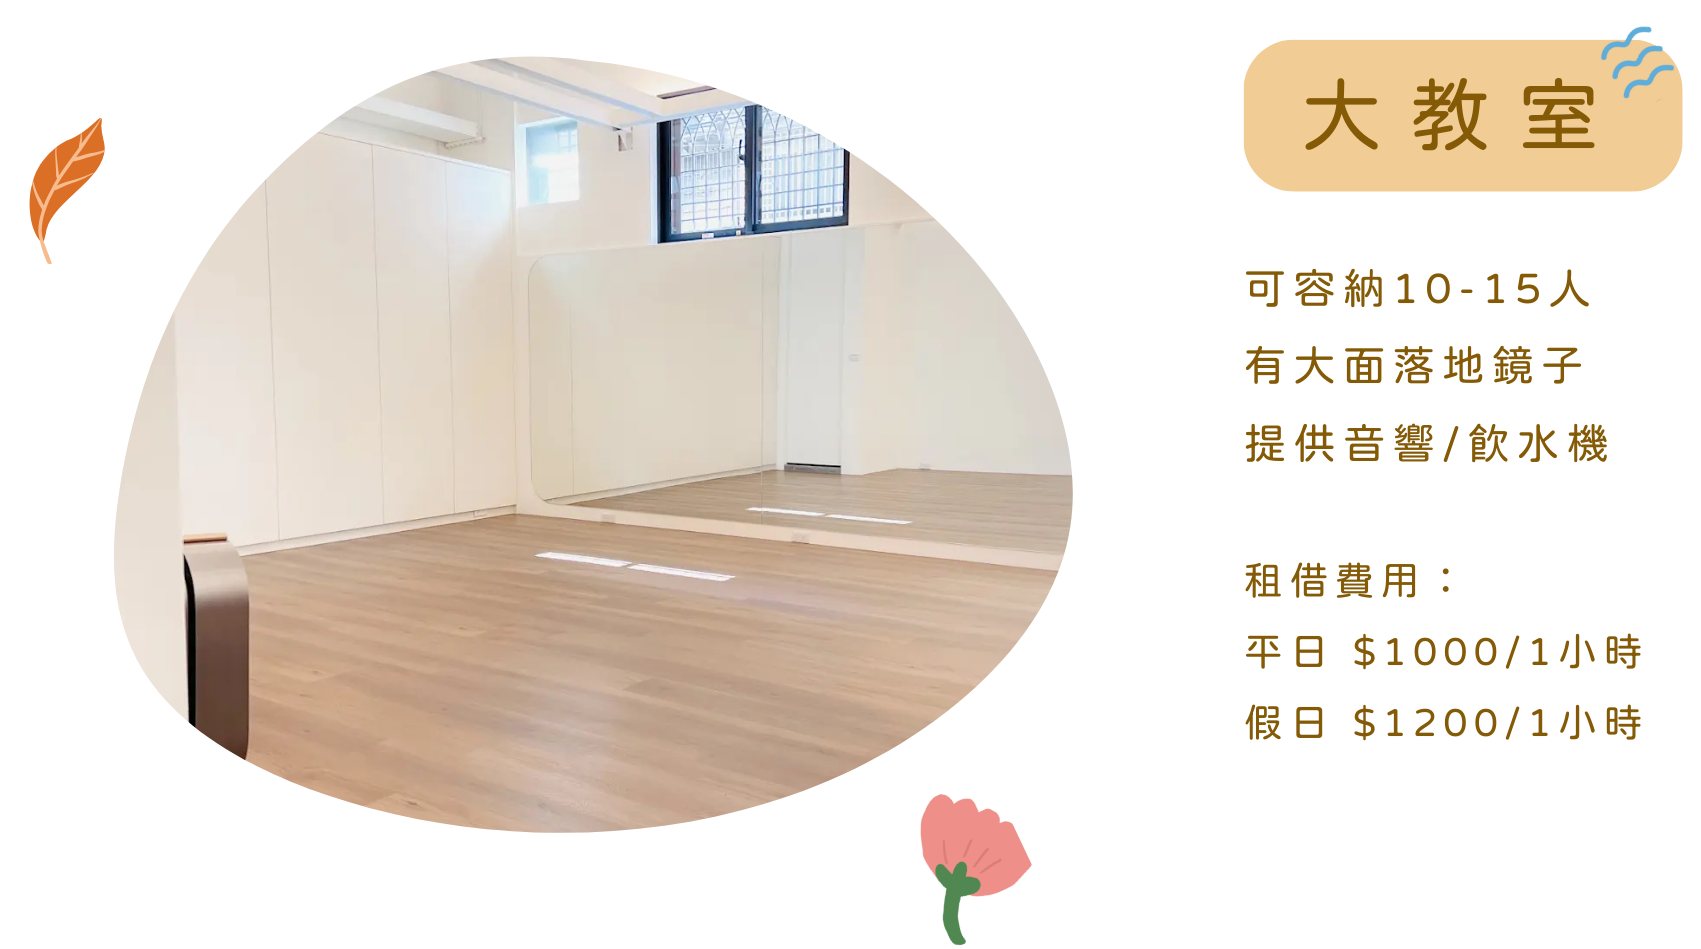 大教室
可容納10-15人
有大面落地鏡子
提供音響/飲水機
租借費用：
平日 $1000/1小時
假日 $1200/1小時